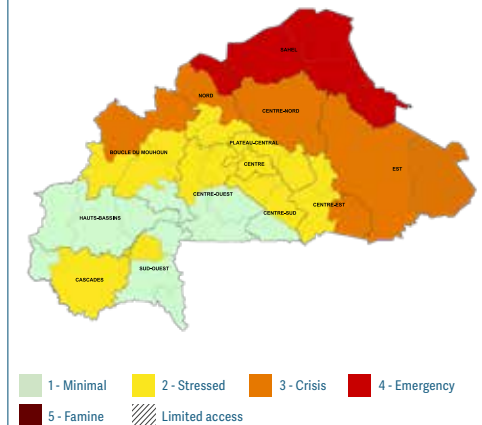 SAHEL
NORD
CENTRE-NORD
PLATEAU-CENTRAL
BOUCLE DU MOUHOUN
CENTRE
EST
CENTRE-OUEST
CENTRE-EST
CENTRE-SUD
HAUTS-BASSINS
SUD-OUEST
CASCADES
1 - Minimal
2 - Stressed
3 - Crisis
4 - Emergency
5 - Famine
Limited access